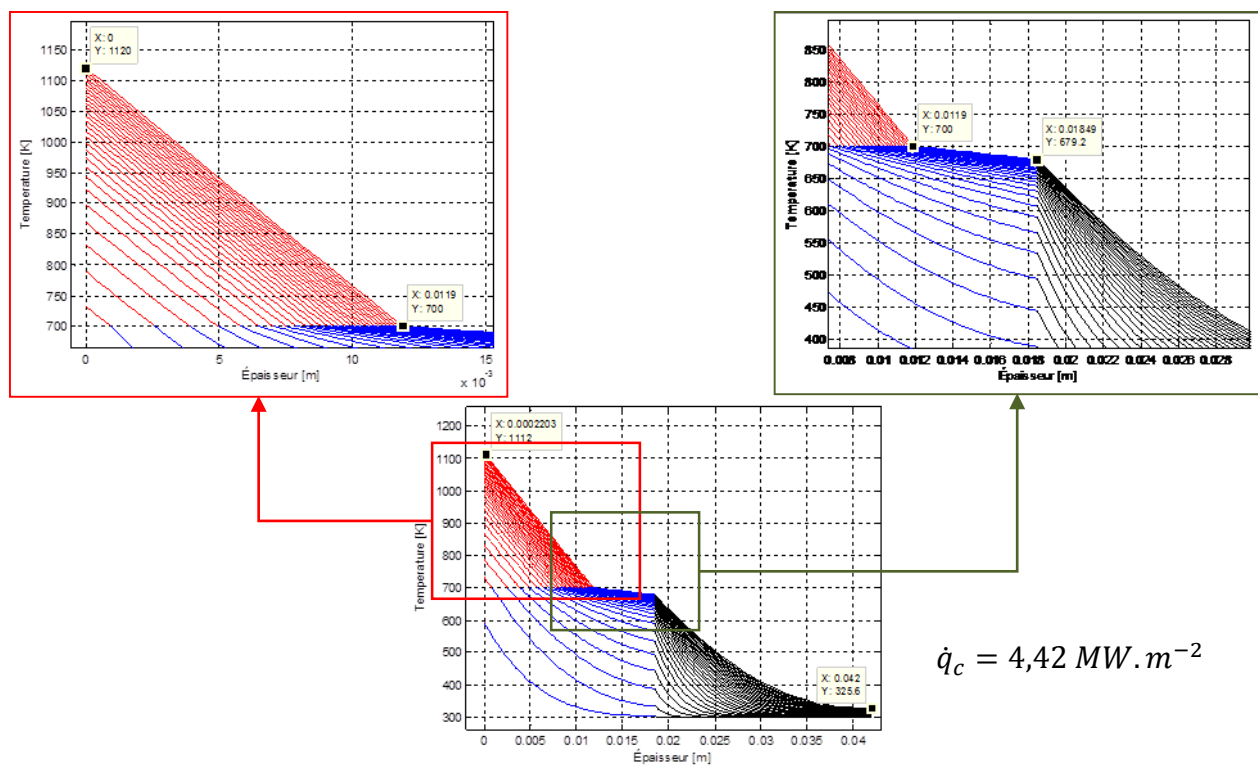 X: 0
Y: 1120
1150
1100
1050
1000
950
900
850
800
750
700
Temperature [K]
X: 0.0119
Y: 700
0
5
10
15
x 10⁻³
Épaisseur [m]
850
800
750
700
650
600
550
500
450
400
Temperature [K]
X: 0.0119
Y: 700
X: 0.01849
Y: 679.2
0.008
0.01
0.012
0.014
0.016
0.018
0.02
0.022
0.024
0.026
0.028
Épaisseur [m]
X: 0.0002203
Y: 1112
1200
1100
1000
900
800
700
600
500
400
300
Temperature [K]
X: 0.042
Y: 325.6
0
0.005
0.01
0.015
0.02
0.025
0.03
0.035
0.04
Épaisseur [m]
q̇c = 4,42 MW.m⁻²